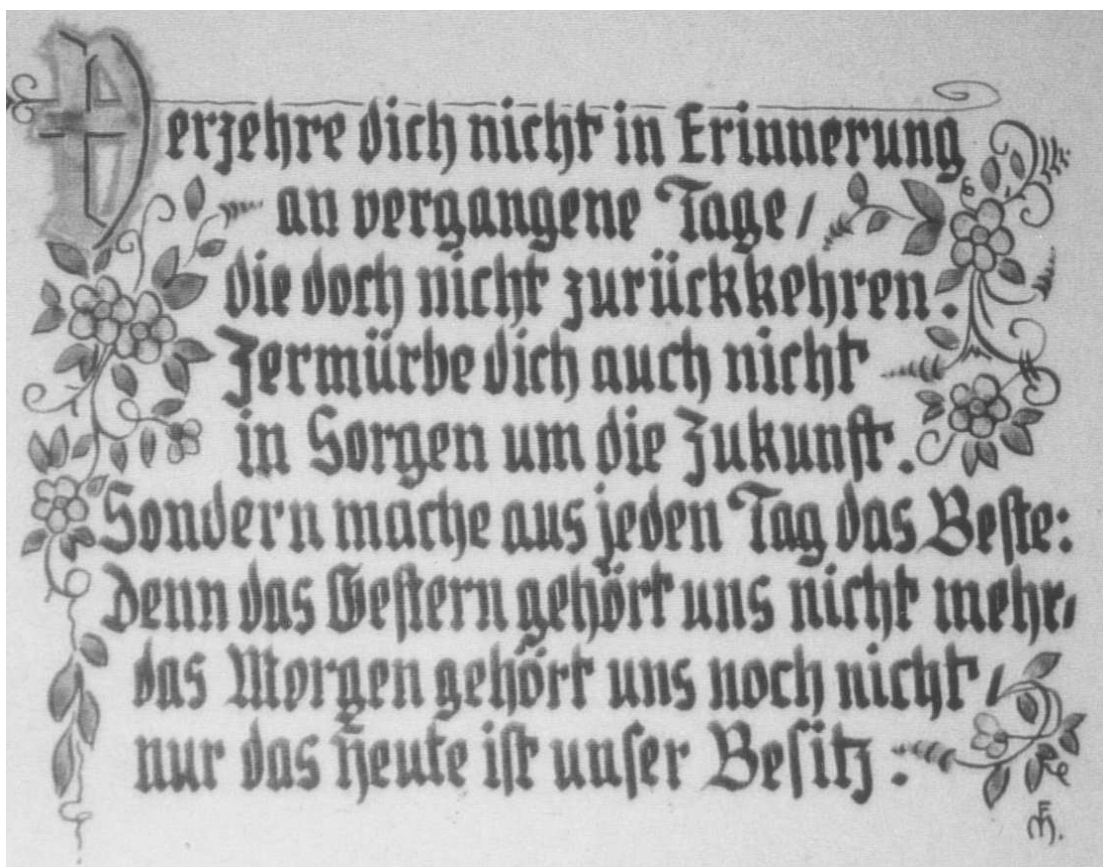 Verzehre dich nicht in Erinnerung
an vergangene Tage/
die doch nicht zurückkehren.
Zermürbe dich auch nicht
in Sorgen um die Zukunft.
Sondern mache aus jeden Tag das Beste:
Denn das Gestern gehört uns nicht mehr/
das Morgen gehört uns noch nicht/
nur das Heute ist unser Besitz.